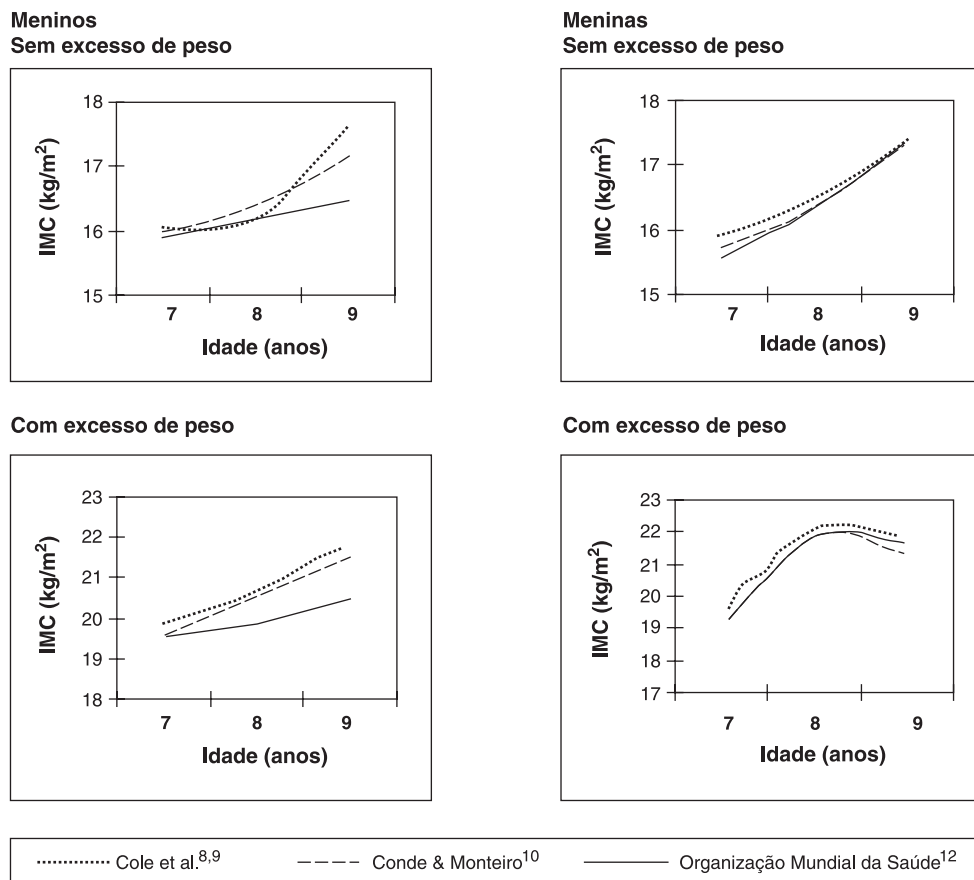 Meninos
Sem excesso de peso
IMC (kg/m²)
18
17
16
15
7 8 9
Idade (anos)
Meninas
Sem excesso de peso
IMC (kg/m²)
18
17
16
15
7 8 9
Idade (anos)
Com excesso de peso
IMC (kg/m²)
23
22
21
20
19
18
7 8 9
Idade (anos)
Com excesso de peso
IMC (kg/m²)
23
22
21
20
19
18
17
7 8 9
Idade (anos)
Cole et al.⁸,⁹ Conde & Monteiro¹⁰ Organização Mundial da Saúde¹²